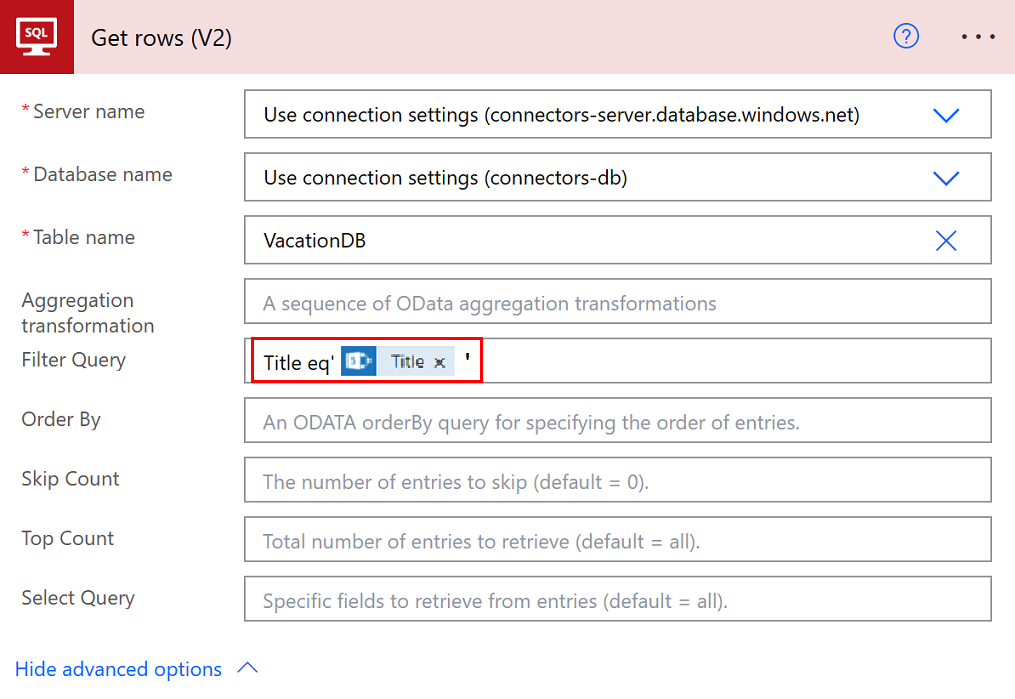 SQL
Get rows (V2)
? ...
* Server name
Use connection settings (connectors-server.database.windows.net)
* Database name
Use connection settings (connectors-db)
* Table name
VacationDB
Aggregation
transformation
A sequence of OData aggregation transformations
Filter Query
Title eq' S Title × '
Order By
An ODATA orderBy query for specifying the order of entries.
Skip Count
The number of entries to skip (default = 0).
Top Count
Total number of entries to retrieve (default = all).
Select Query
Specific fields to retrieve from entries (default = all).
Hide advanced options